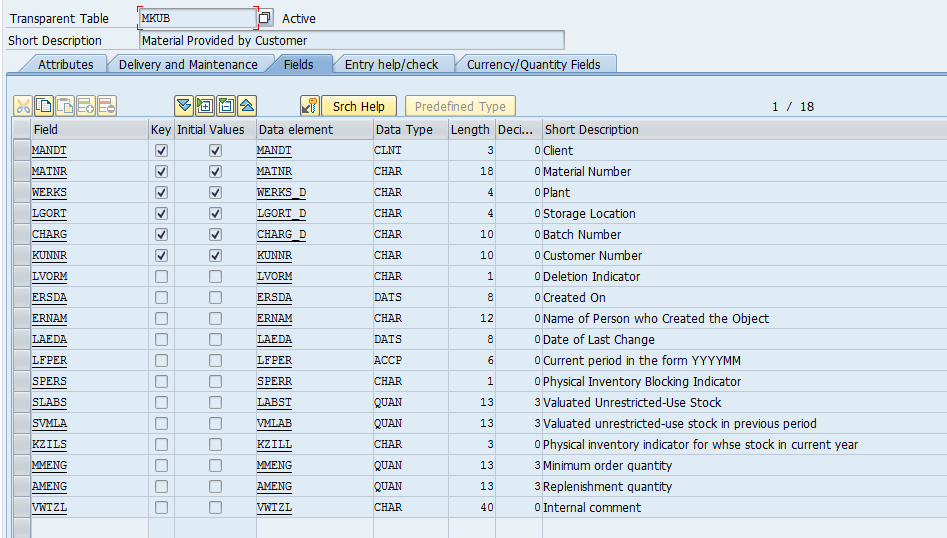 Transparent Table MKUB Active
Short Description Material Provided by Customer
Attributes Delivery and Maintenance Fields Entry help/check Currency/Quantity Fields
Srch Help Predefined Type 1 / 18
Field Key Initial Values Data element Data Type Length Deci... Short Description
MANDT MANDT CLNT 3 0 Client
MATNR MATNR CHAR 18 0 Material Number
WERKS WERKS_D CHAR 4 0 Plant
LGORT LGORT_D CHAR 4 0 Storage Location
CHARG CHARG_D CHAR 10 0 Batch Number
KUNNR KUNNR CHAR 10 0 Customer Number
LVORM LVORM CHAR 1 0 Deletion Indicator
ERSDA ERSDA DATS 8 0 Created On
ERNAM ERNAM CHAR 12 0 Name of Person who Created the Object
LAEDA LAEDA DATS 8 0 Date of Last Change
LFPER LFPER ACCP 6 0 Current period in the form YYYYMM
SPERS SPERR CHAR 1 0 Physical Inventory Blocking Indicator
SLABS LABST QUAN 13 3 Valuated Unrestricted-Use Stock
SVMLA VMLAB QUAN 13 3 Valuated unrestricted-use stock in previous period
KZILS KZILL CHAR 3 0 Physical inventory indicator for whse stock in current year
MMENG MMENG QUAN 13 3 Minimum order quantity
AMENG AMENG QUAN 13 3 Replenishment quantity
VWTZL VWTZL CHAR 40 0 Internal comment